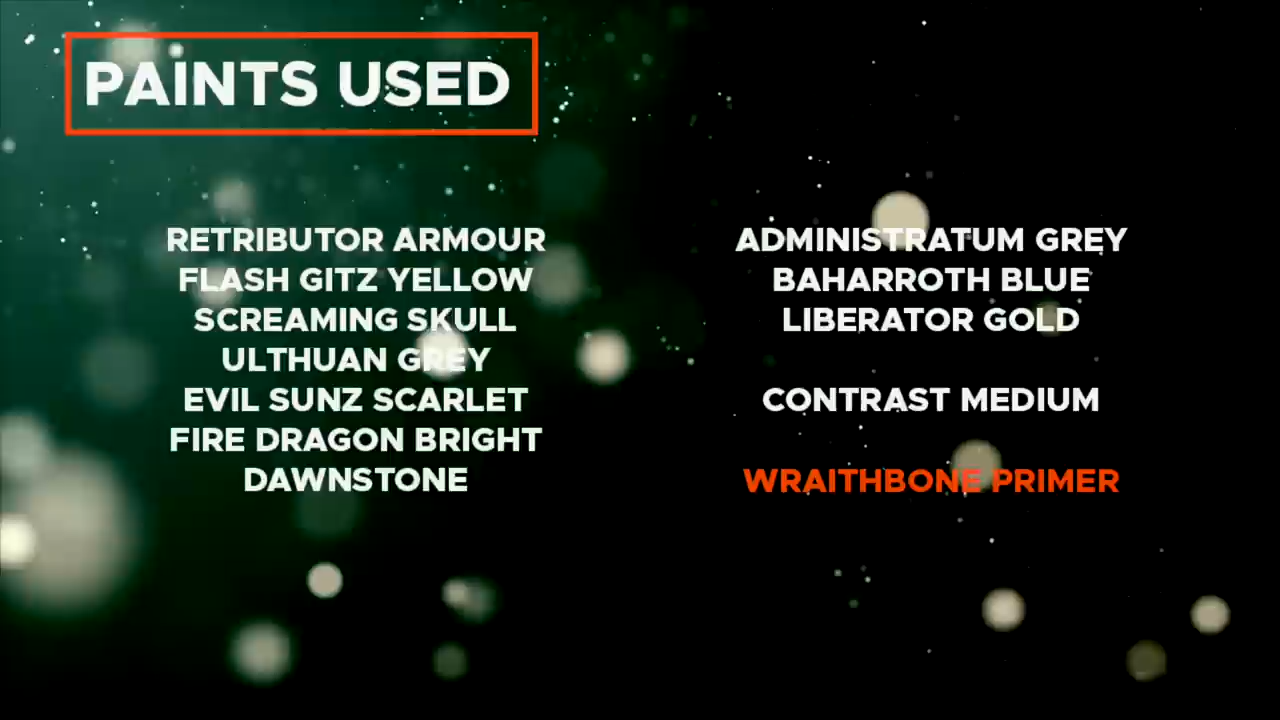 PAINTS USED
RETRIBUTOR ARMOUR
FLASH GITZ YELLOW
SCREAMING SKULL
ULTHUAN GREY
EVIL SUNZ SCARLET
FIRE DRAGON BRIGHT
DAWNSTONE
ADMINISTRATUM GREY
BAHARROTH BLUE
LIBERATOR GOLD
CONTRAST MEDIUM
WRAITHBONE PRIMER